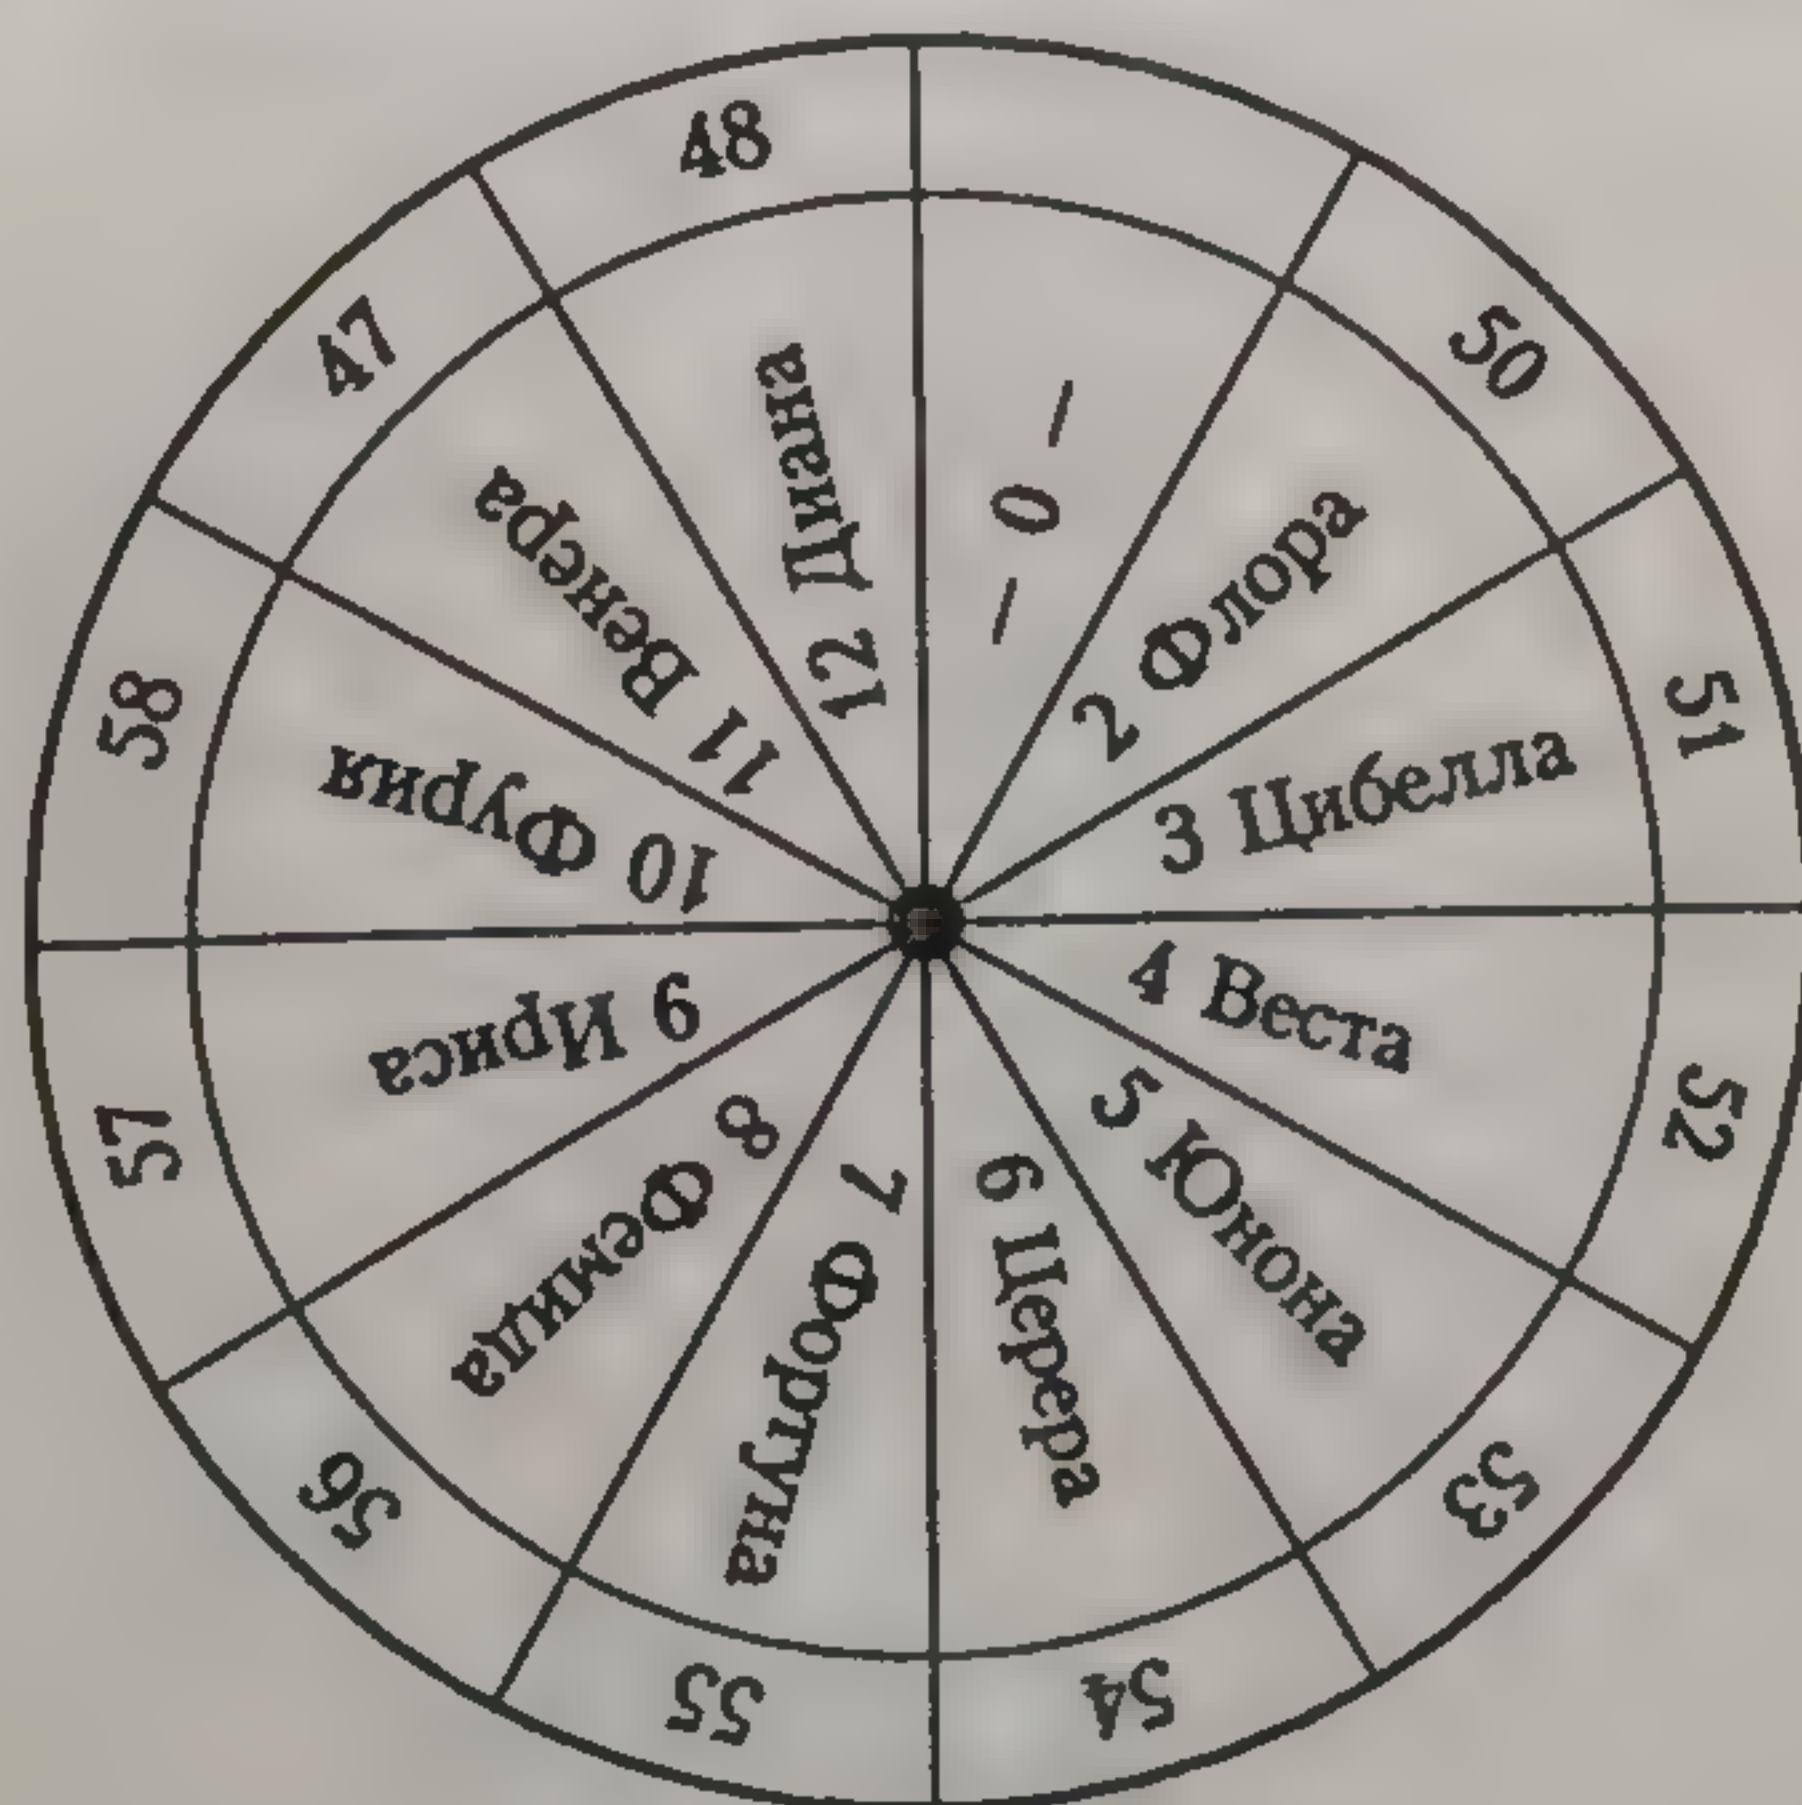 48
50
51
52
53
54
55
56
57
58
47
— 0 —
2 Флора
3 Цибелла
4 Веста
5 Юнона
6 Церера
7 Фортуна
8 Фемида
9 Ириса
10 Фурия
11 Венера
12 Диана